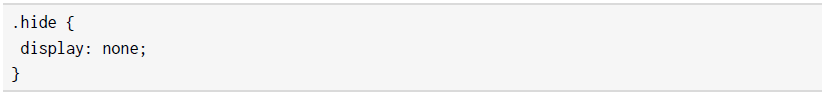 .hide {
 display: none;
}